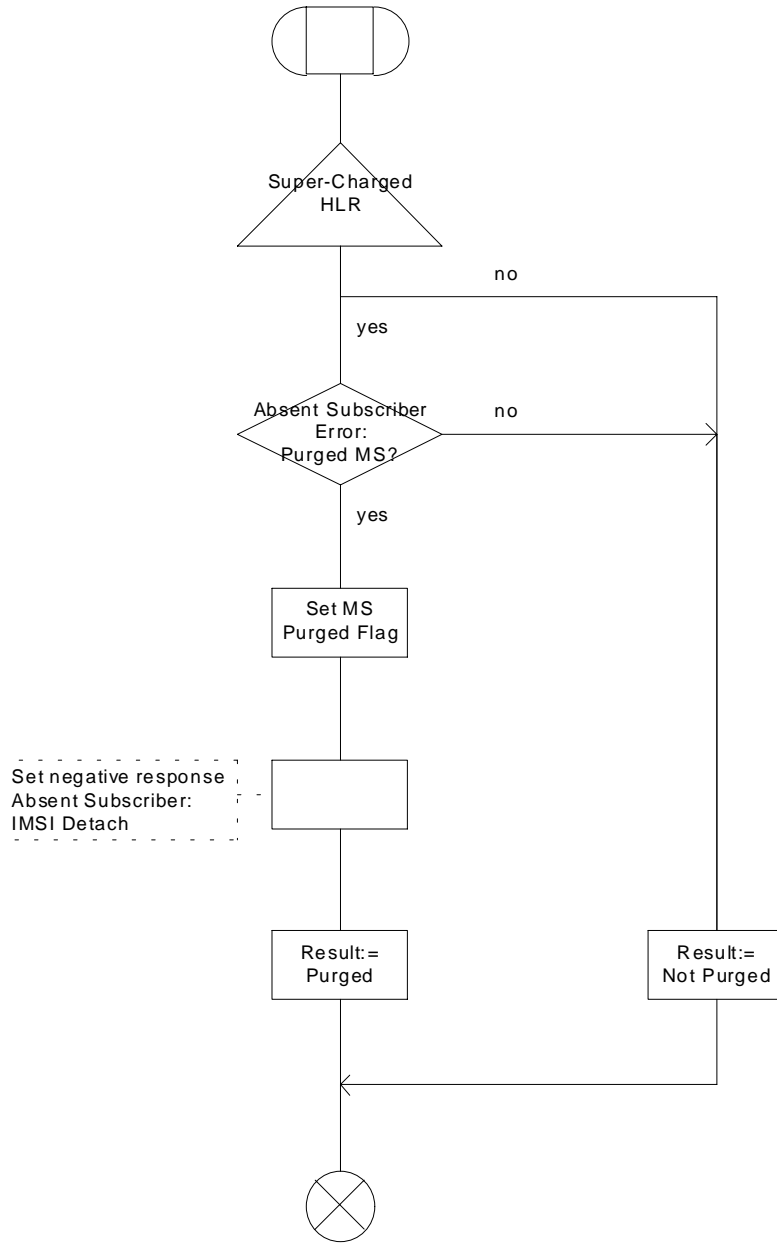 Super-Charged
HLR
no
yes
Absent Subscriber
Error:
Purged MS?
no
yes
Set MS
Purged Flag
Set negative response
Absent Subscriber:
IMSI Detach
Result:=
Purged
Result:=
Not Purged